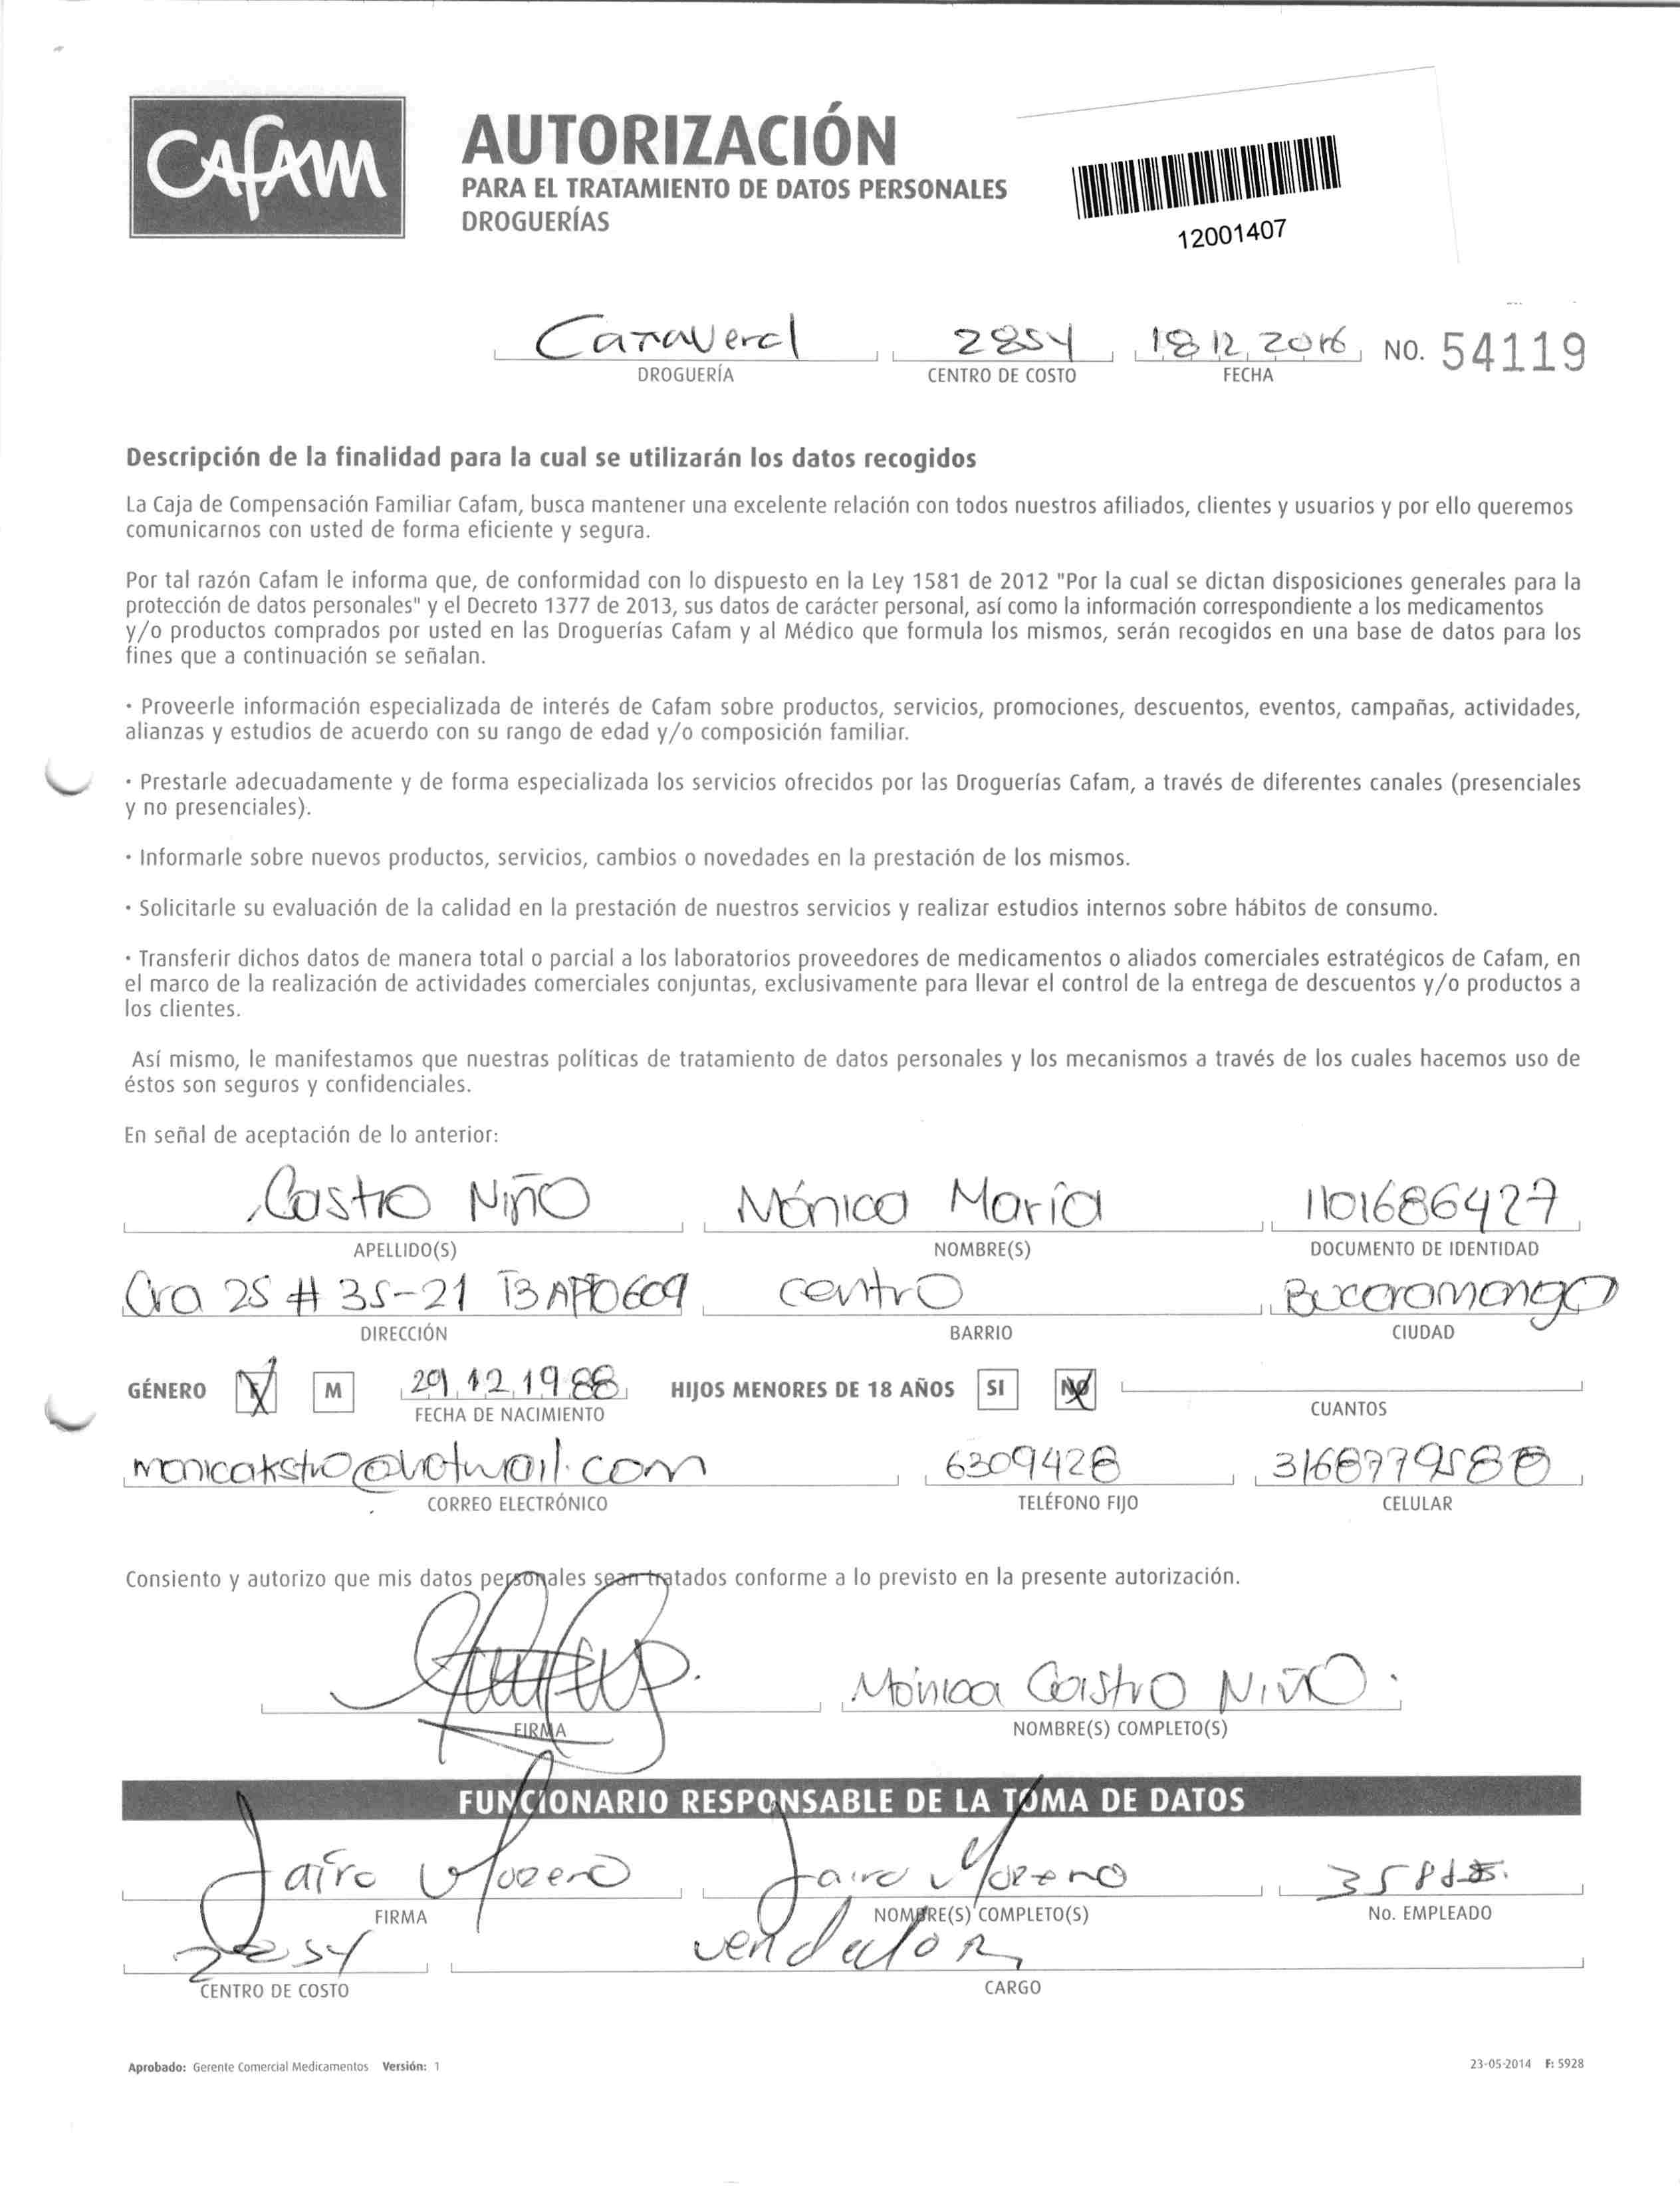 Cafam
AUTORIZACIÓN
PARA EL TRATAMIENTO DE DATOS PERSONALES
DROGUERÍAS
12001407
Canaveral 2854 18 12 2016 NO. 54119
DROGUERÍA CENTRO DE COSTO FECHA
Descripción de la finalidad para la cual se utilizarán los datos recogidos
La Caja de Compensación Familiar Cafam, busca mantener una excelente relación con todos nuestros afiliados, clientes y usuarios y por ello queremos
comunicarnos con usted de forma eficiente y segura.
Por tal razón Cafam le informa que, de conformidad con lo dispuesto en la Ley 1581 de 2012 "Por la cual se dictan disposiciones generales para la
protección de datos personales" y el Decreto 1377 de 2013, sus datos de carácter personal, así como la información correspondiente a los medicamentos
y/o productos comprados por usted en las Droguerías Cafam y al Médico que formula los mismos, serán recogidos en una base de datos para los
fines que a continuación se señalan.
· Proveerle información especializada de interés de Cafam sobre productos, servicios, promociones, descuentos, eventos, campañas, actividades,
alianzas y estudios de acuerdo con su rango de edad y/o composición familiar.
· Prestarle adecuadamente y de forma especializada los servicios ofrecidos por las Droguerías Cafam, a través de diferentes canales (presenciales
y no presenciales).
· Informarle sobre nuevos productos, servicios, cambios o novedades en la prestación de los mismos.
· Solicitarle su evaluación de la calidad en la prestación de nuestros servicios y realizar estudios internos sobre hábitos de consumo.
· Transferir dichos datos de manera total o parcial a los laboratorios proveedores de medicamentos o aliados comerciales estratégicos de Cafam, en
el marco de la realización de actividades comerciales conjuntas, exclusivamente para llevar el control de la entrega de descuentos y/o productos a
los clientes.
Así mismo, le manifestamos que nuestras políticas de tratamiento de datos personales y los mecanismos a través de los cuales hacemos uso de
éstos son seguros y confidenciales.
En señal de aceptación de lo anterior:
Castro Niño Mónica María 1101686427
APELLIDO(S) NOMBRE(S) DOCUMENTO DE IDENTIDAD
Cra 25 # 35-21 T3 APTO 609 centro Bucaramanga
DIRECCIÓN BARRIO CIUDAD
GÉNERO F M 29 12 1988 HIJOS MENORES DE 18 AÑOS SI NO
FECHA DE NACIMIENTO CUANTOS
monicakstro@hotmail.com 6309428 3168779588
CORREO ELECTRÓNICO TELÉFONO FIJO CELULAR
Consiento y autorizo que mis datos personales sean tratados conforme a lo previsto en la presente autorización.
Mónica Castro Niño.
FIRMA NOMBRE(S) COMPLETO(S)
FUNCIONARIO RESPONSABLE DE LA TOMA DE DATOS
Jairo Moreno Jairo Moreno
FIRMA NOMBRE(S) COMPLETO(S) No. EMPLEADO
2854 vendedor
CENTRO DE COSTO CARGO
Aprobado: Gerente Comercial Medicamentos Versión: 1 23-05-2014 F: 5928